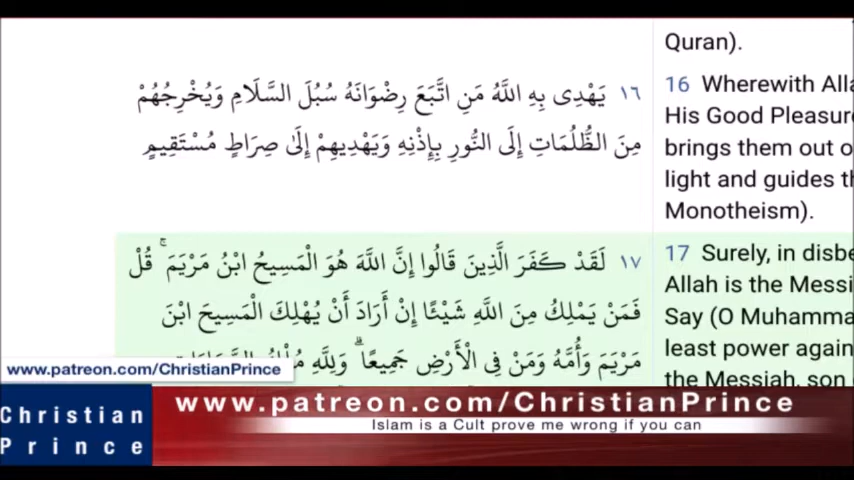 Quran).
١٦ يَهْدِى بِهِ اللَّهُ مَنِ اتَّبَعَ رِضْوَانَهُ سُبُلَ السَّلَامِ وَيُخْرِجُهُمْ
مِنَ الظُّلُمَاتِ إِلَى النُّورِ بِإِذْنِهِ وَيَهْدِيهِمْ إِلَىٰ صِرَاطٍ مُسْتَقِيمٍ
16 Wherewith Alla
His Good Pleasure
brings them out o
light and guides th
Monotheism).
١٧ لَقَدْ كَفَرَ الَّذِينَ قَالُوا إِنَّ اللَّهَ هُوَ الْمَسِيحُ ابْنُ مَرْيَمَ ۚ قُلْ
فَمَنْ يَمْلِكُ مِنَ اللَّهِ شَيْئًا إِنْ أَرَادَ أَنْ يُهْلِكَ الْمَسِيحَ ابْنَ
مَرْيَمَ وَأُمَّهُ وَمَنْ فِي الْأَرْضِ جَمِيعًا ۗ وَلِلَّهِ
17 Surely, in disbe
Allah is the Messi
Say (O Muhamma
least power again
the Messiah, son
www.patreon.com/ChristianPrince
Christian
Prince
www.patreon.com/ChristianPrince
Islam is a Cult prove me wrong if you can